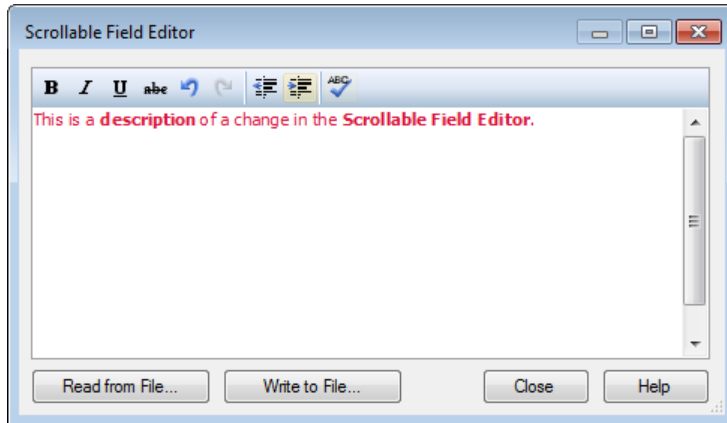 Scrollable Field Editor
B I U abc ABC
This is a description of a change in the Scrollable Field Editor.
Read from File... Write to File... Close Help